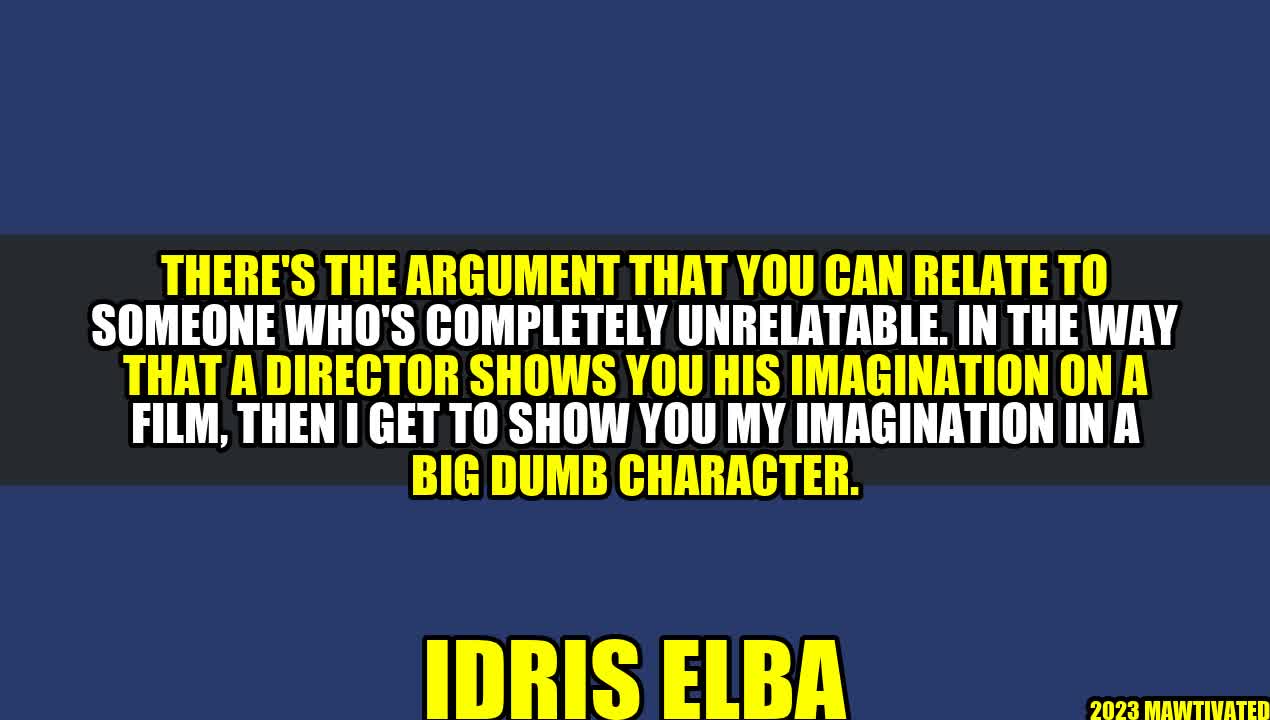 THERE'S THE ARGUMENT THAT YOU CAN RELATE TO
SOMEONE WHO'S COMPLETELY UNRELATABLE. IN THE WAY
THAT A DIRECTOR SHOWS YOU HIS IMAGINATION ON A
FILM, THEN I GET TO SHOW YOU MY IMAGINATION IN A
BIG DUMB CHARACTER.
IDRIS ELBA
2023 MAWTIVATED